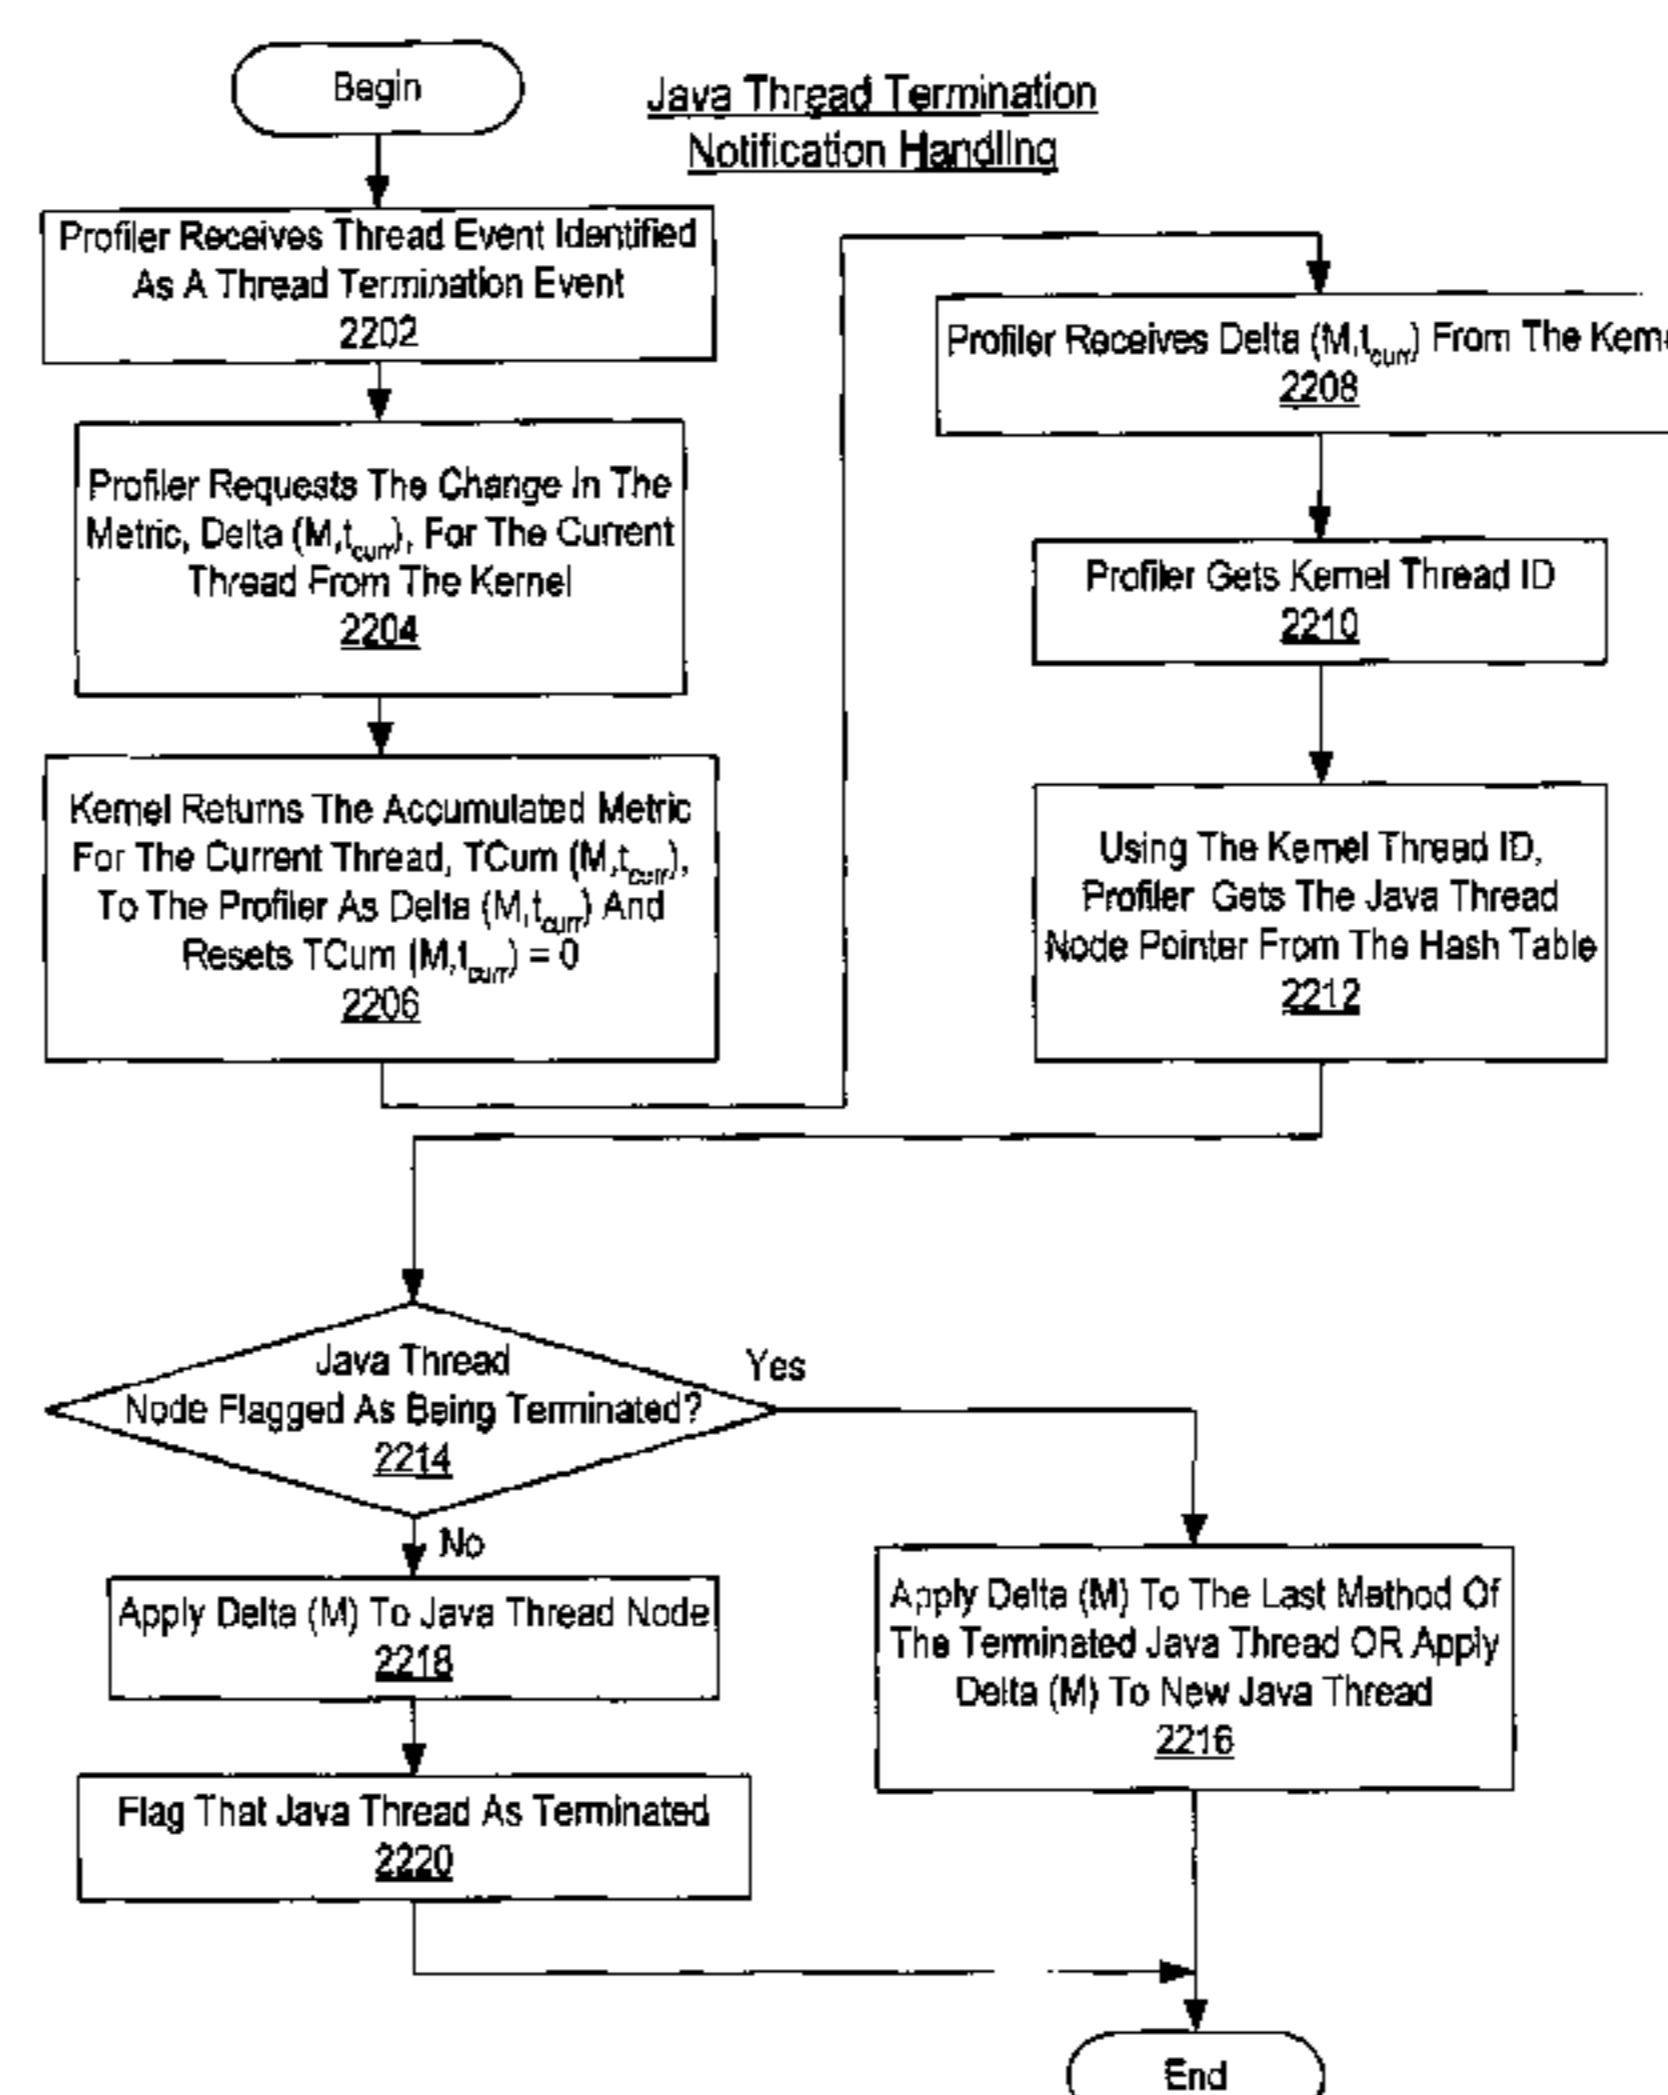 Begin
Java Thread Termination
Notification Handling
Profiler Receives Thread Event Identified
As A Thread Termination Event
2202
Profiler Requests The Change In The
Metric, Delta (M,tcurr), For The Current
Thread From The Kernel
2204
Kernel Returns The Accumulated Metric
For The Current Thread, TCum (M,tcurr),
To The Profiler As Delta (M,tcurr) And
Resets TCum (M,tcurr) = 0
2206
Profiler Receives Delta (M,tcurr) From The
2208
Profiler Gets Kernel Thread ID
2210
Using The Kernel Thread ID,
Profiler Gets The Java Thread
Node Pointer From The Hash Table
2212
Java Thread
Node Flagged As Being Terminated?
2214
Yes
No
Apply Delta (M) To Java Thread Node
2218
Flag That Java Thread As Terminated
2220
Apply Delta (M) To The Last Method Of
The Terminated Java Thread OR Apply
Delta (M) To New Java Thread
2216
End